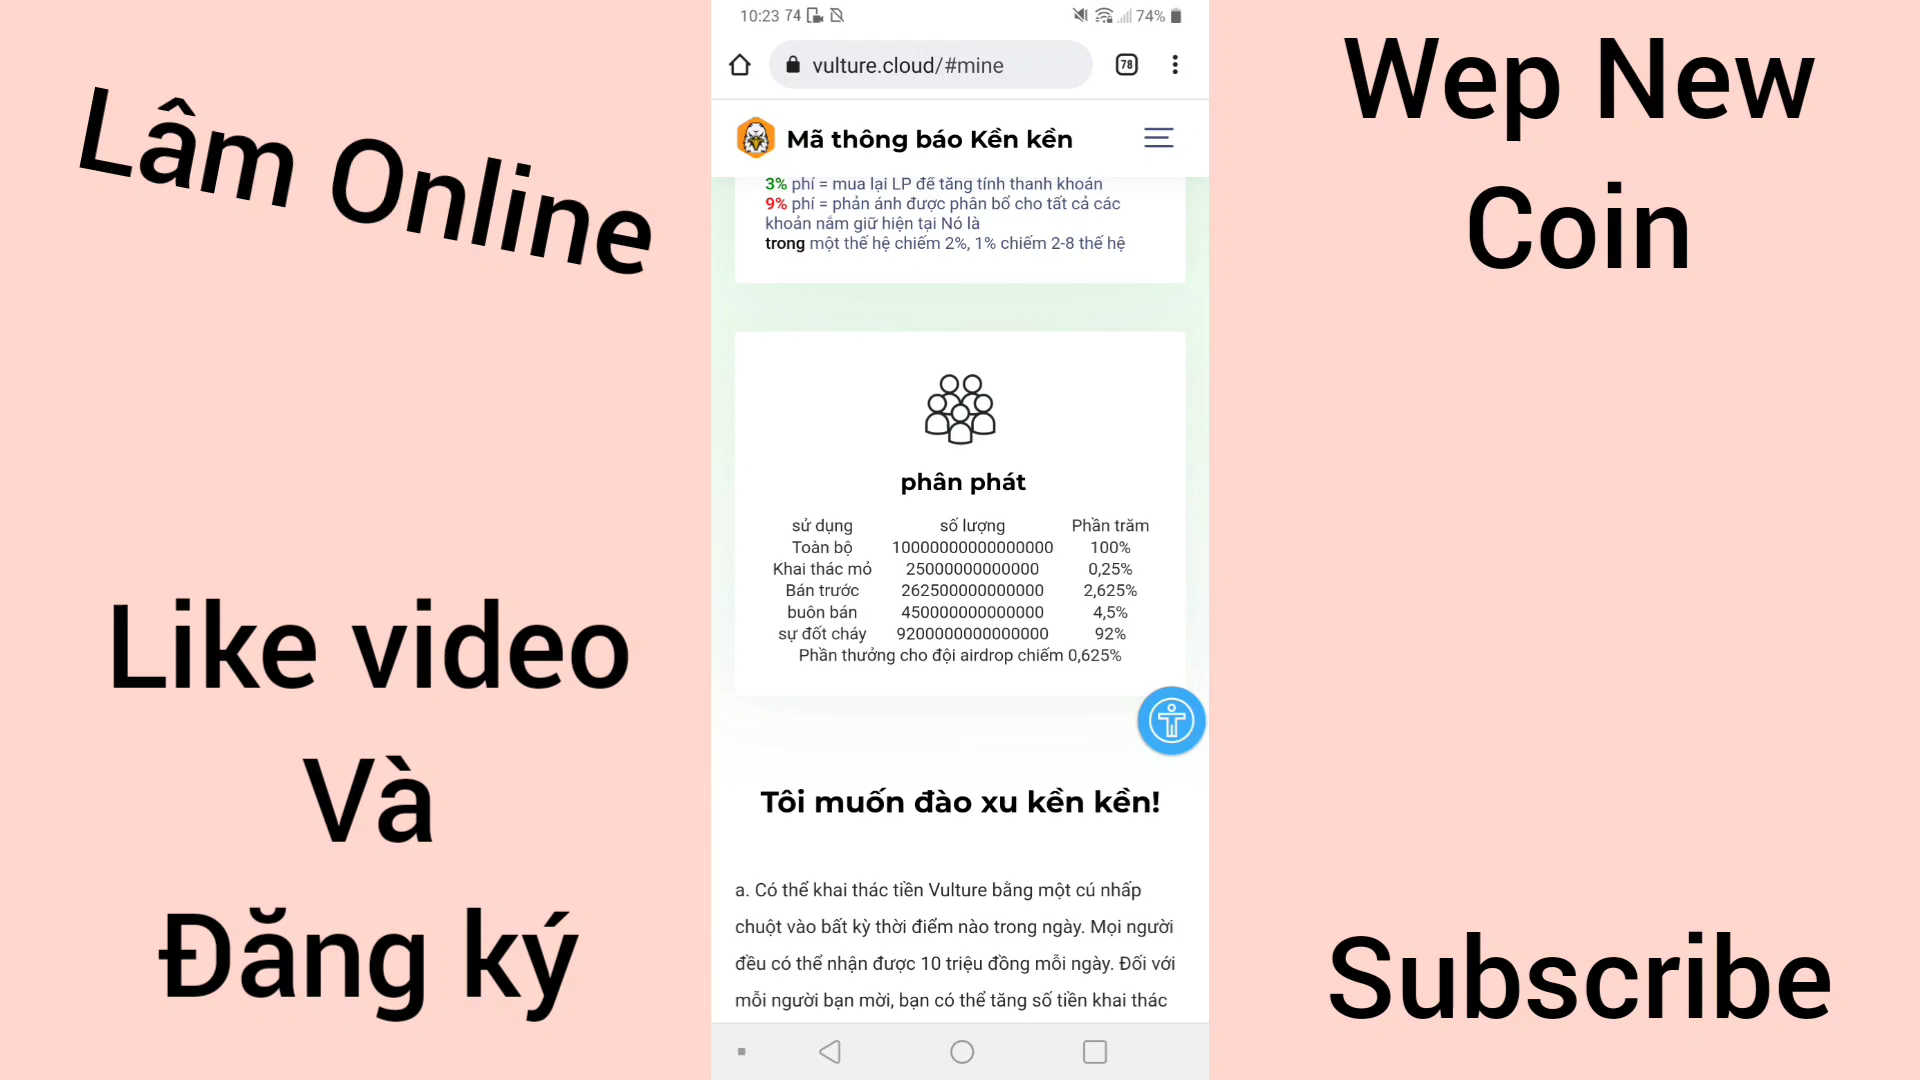 Lâm Online
Like video
Và
Đăng ký
10:23 74 74%
vulture.cloud/#mine 78
Mã thông báo Kền kền
3% phí = mua lại LP để tăng tính thanh khoản
9% phí = phản ánh được phân bổ cho tất cả các
khoản nắm giữ hiện tại Nó là
trong một thế hệ chiếm 2%, 1% chiếm 2-8 thế hệ
phân phát
sử dụng số lượng Phần trăm
Toàn bộ 10000000000000000 100%
Khai thác mỏ 25000000000000 0,25%
Bán trước 262500000000000 2,625%
buôn bán 450000000000000 4,5%
sự đốt cháy 9200000000000000 92%
Phần thưởng cho đội airdrop chiếm 0,625%
Tôi muốn đào xu kền kền!
a. Có thể khai thác tiền Vulture bằng một cú nhấp
chuột vào bất kỳ thời điểm nào trong ngày. Mọi người
đều có thể nhận được 10 triệu đồng mỗi ngày. Đối với
mỗi người bạn mời, bạn có thể tăng số tiền khai thác
Wep New
Coin
Subscribe